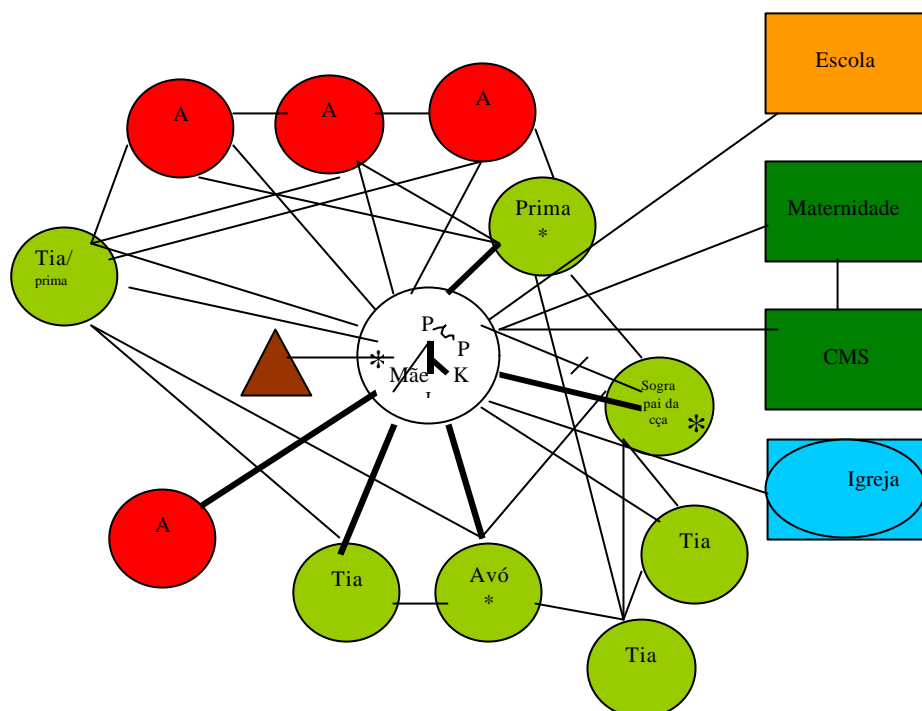 Escola
A
A
A
Maternidade
Prima
*
Tia/
prima
P
P
* Mãe K
CMS
Sogra
pai da
cça *
Igreja
A
Tia
Tia
Avó
*
Tia